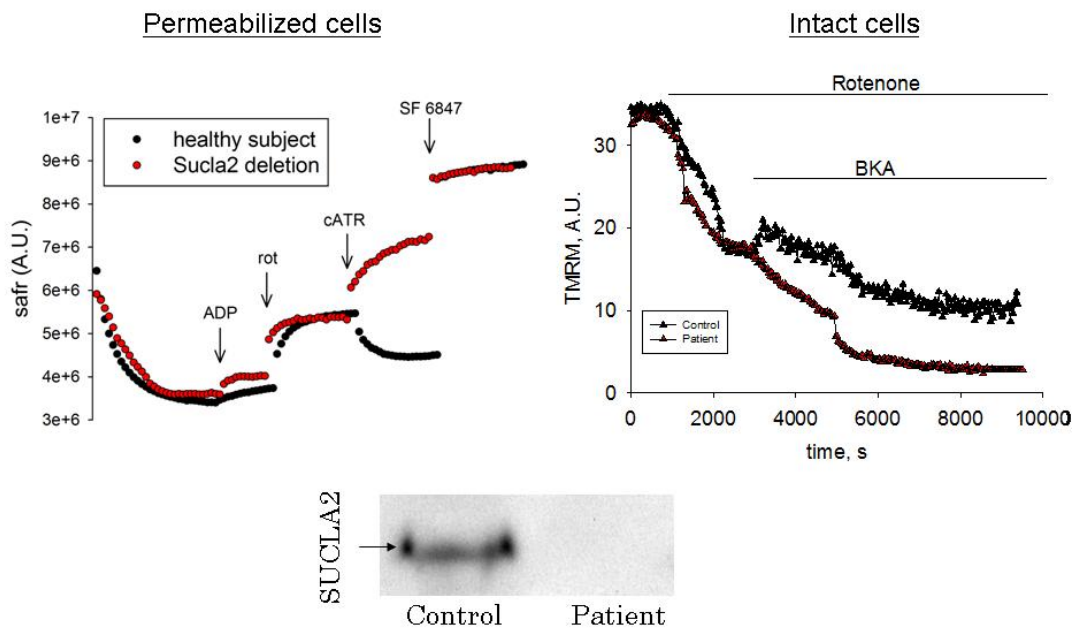 Permeabilized cells
Intact cells
1e+7
9e+6
8e+6
7e+6
6e+6
5e+6
4e+6
3e+6
safr (A.U.)
healthy subject
Sucla2 deletion
ADP
rot
cATR
SF 6847
Rotenone
BKA
30
20
10
0
TMRM, A.U.
Control
Patient
0 2000 4000 6000 8000 10000
time, s
SUCLA2
Control Patient